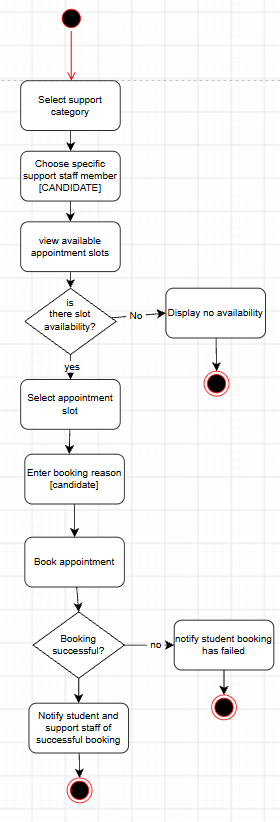 Select support
category
Choose specific
support staff member
[CANDIDATE]
view available
appointment slots
is
there slot
availability?
No
Display no availability
yes
Select appointment
slot
Enter booking reason
[candidate]
Book appointment
Booking
successful?
no
notify student booking
has failed
Notify student and
support staff of
successful booking